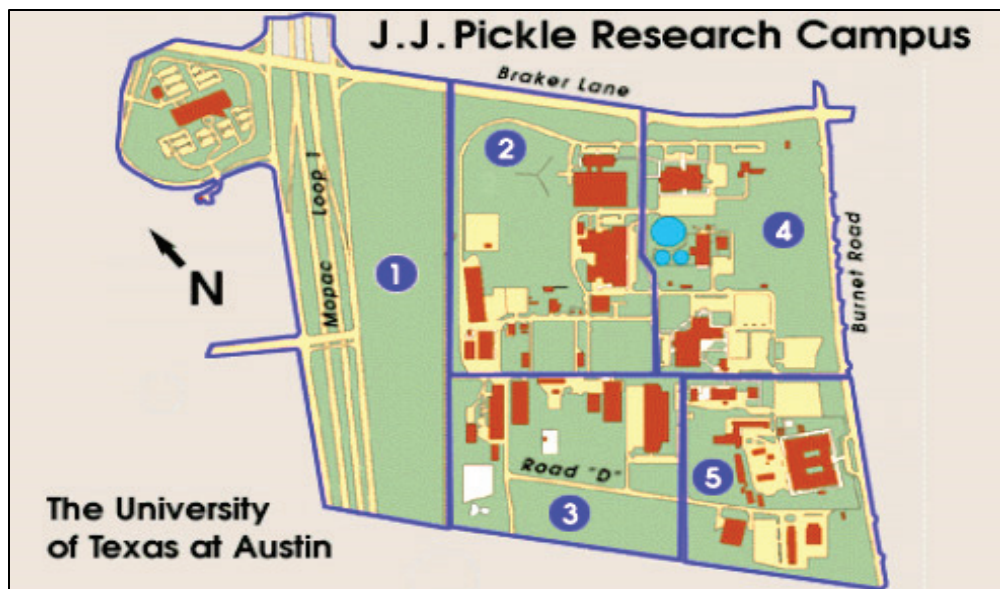 J.J. Pickle Research Campus
Braker Lane
2
Mopac Loop 1
4
1
N
Burnet Road
Road "D"
5
3
The University
of Texas at Austin